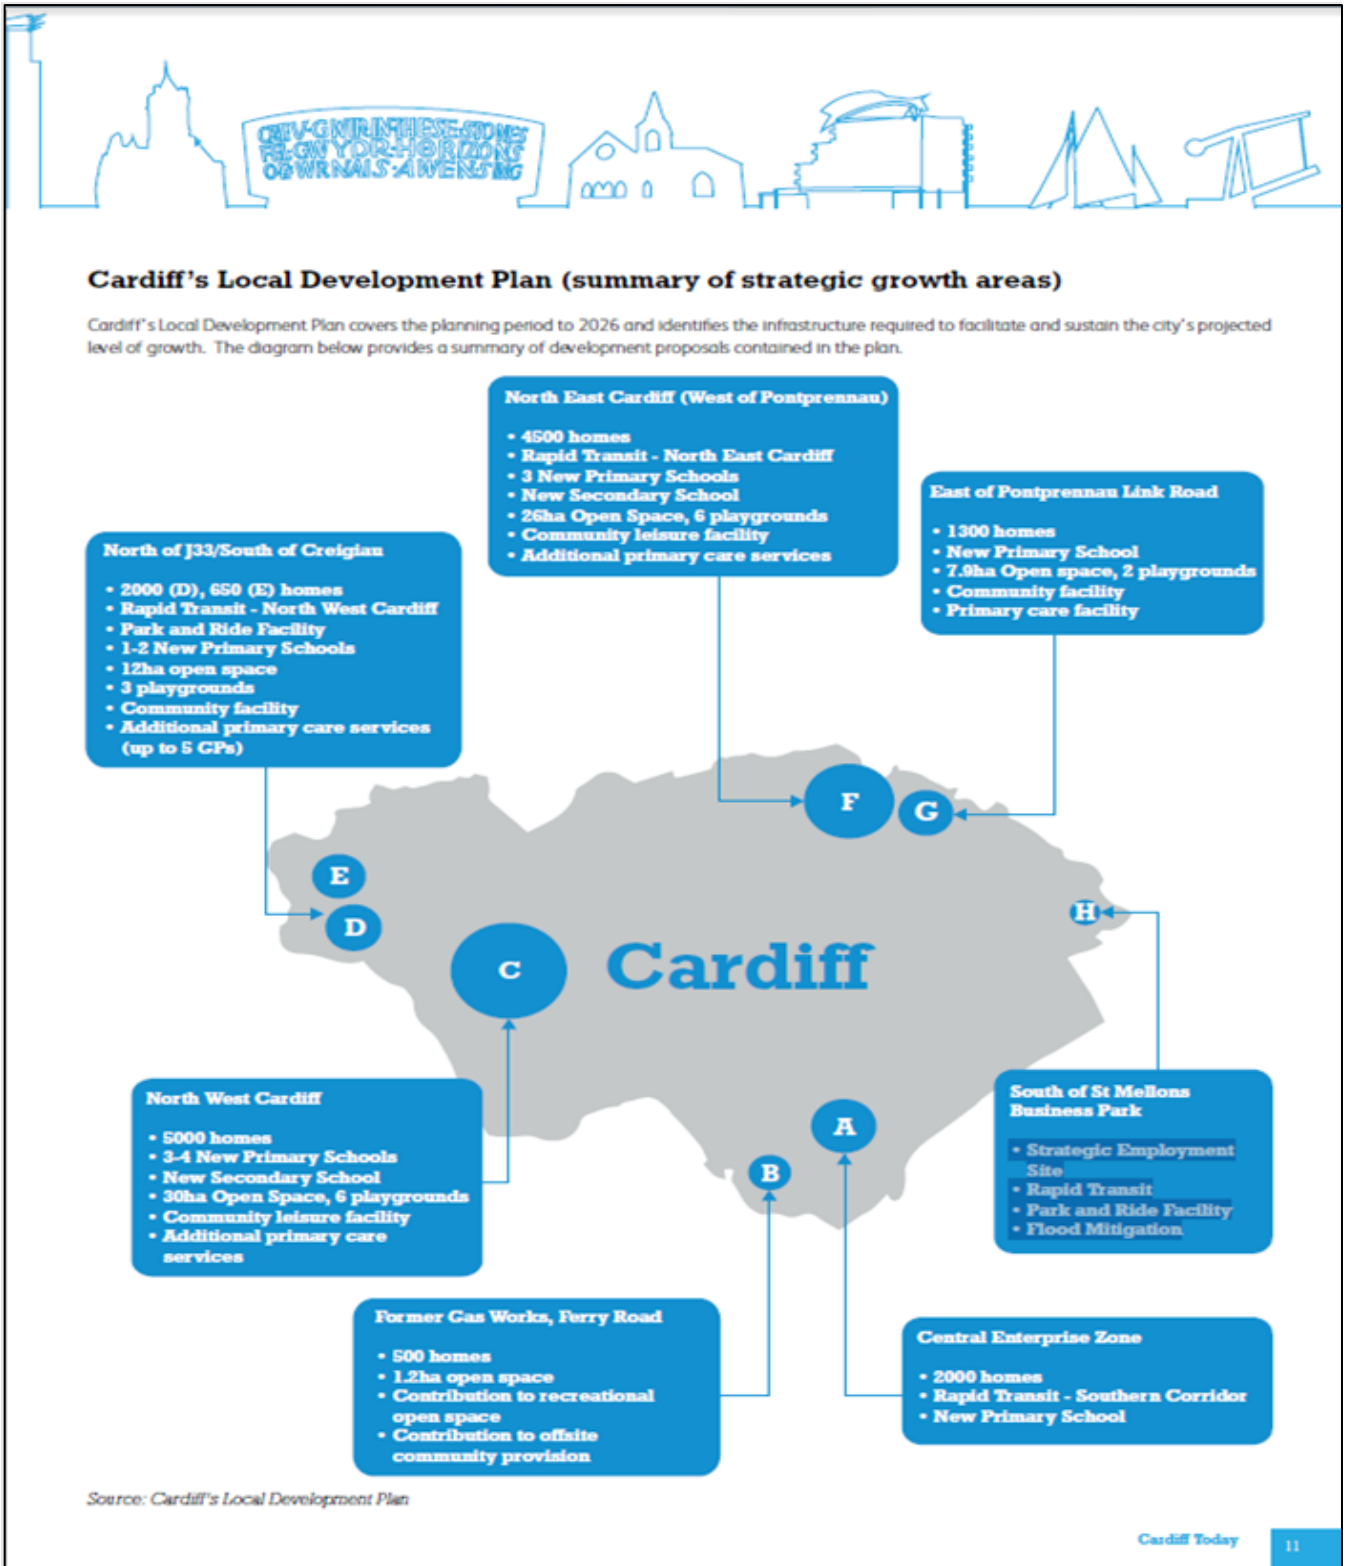 CREU GWIR IN THESE STONES
FEL GWYDR HORIZONS
O FFWRNAIS AWEN SING
Cardiff's Local Development Plan (summary of strategic growth areas)
Cardiff's Local Development Plan covers the planning period to 2026 and identifies the infrastructure required to facilitate and sustain the city's projected
level of growth. The diagram below provides a summary of development proposals contained in the plan.
North East Cardiff (West of Pontprennau)
• 4500 homes
• Rapid Transit - North East Cardiff
• 3 New Primary Schools
• New Secondary School
• 26ha Open Space, 6 playgrounds
• Community leisure facility
• Additional primary care services
East of Pontprennau Link Road
• 1300 homes
• New Primary School
• 7.9ha Open space, 2 playgrounds
• Community facility
• Primary care facility
North of J33/South of Creigiau
• 2000 (D), 650 (E) homes
• Rapid Transit - North West Cardiff
• Park and Ride Facility
• 1-2 New Primary Schools
• 12ha open space
• 3 playgrounds
• Community facility
• Additional primary care services
(up to 5 GPs)
F
G
E
D
H
C
Cardiff
A
B
North West Cardiff
• 5000 homes
• 3-4 New Primary Schools
• New Secondary School
• 30ha Open Space, 6 playgrounds
• Community leisure facility
• Additional primary care
services
South of St Mellons
Business Park
• Strategic Employment
Site
• Rapid Transit
• Park and Ride Facility
• Flood Mitigation
Former Gas Works, Ferry Road
• 500 homes
• 1.2ha open space
• Contribution to recreational
open space
• Contribution to offsite
community provision
Central Enterprise Zone
• 2000 homes
• Rapid Transit - Southern Corridor
• New Primary School
Source: Cardiff's Local Development Plan
Cardiff Today
11